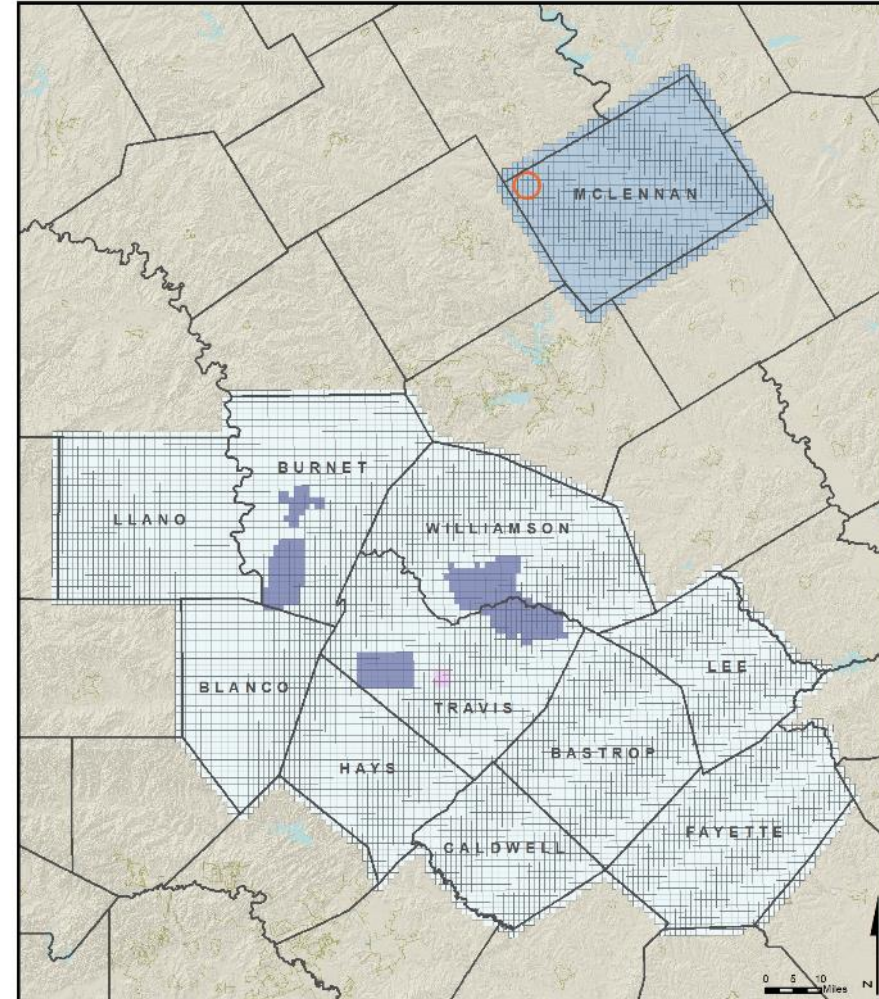 MCLENNAN
BURNET
LLANO
WILLIAMSON
LEE
BLANCO
TRAVIS
BASTROP
HAYS
FAYETTE
CALDWELL
0 5 10
Miles
N